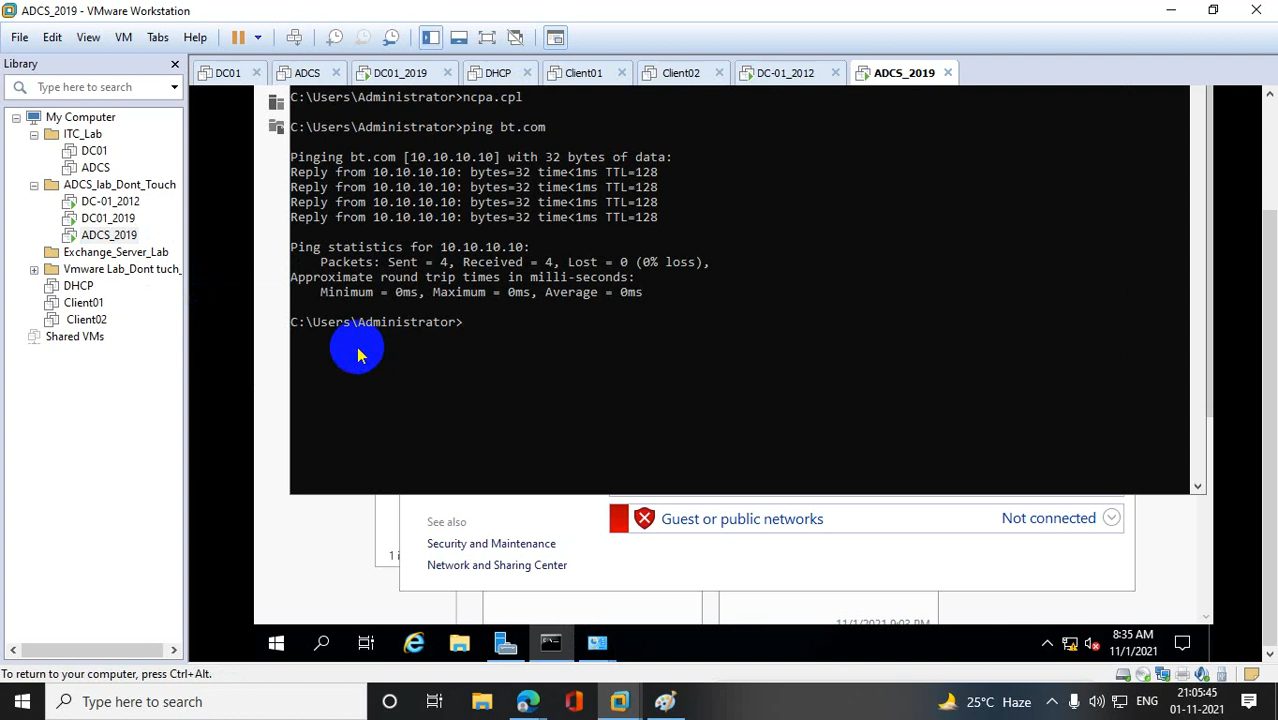 ADCS_2019 - VMware Workstation
File Edit View VM Tabs Help
Library
Type here to search
My Computer
ITC_Lab
DC01
ADCS
ADCS_lab_Dont_Touch
DC-01_2012
DC01_2019
ADCS_2019
Exchange_Server_Lab
Vmware Lab_Dont tuch_
DHCP
Client01
Client02
Shared VMs
DC01 ADCS DC01_2019 DHCP Client01 Client02 DC-01_2012 ADCS_2019
C:\Users\Administrator>ncpa.cpl
C:\Users\Administrator>ping bt.com
Pinging bt.com [10.10.10.10] with 32 bytes of data:
Reply from 10.10.10.10: bytes=32 time<1ms TTL=128
Reply from 10.10.10.10: bytes=32 time<1ms TTL=128
Reply from 10.10.10.10: bytes=32 time<1ms TTL=128
Reply from 10.10.10.10: bytes=32 time<1ms TTL=128
Ping statistics for 10.10.10.10:
Packets: Sent = 4, Received = 4, Lost = 0 (0% loss),
Approximate round trip times in milli-seconds:
Minimum = 0ms, Maximum = 0ms, Average = 0ms
C:\Users\Administrator>
See also
Security and Maintenance
Network and Sharing Center
Guest or public networks Not connected
1 i
11/1/2021 9:03 PM
8:35 AM
11/1/2021
To return to your computer, press Ctrl+Alt.
Type here to search
25°C Haze
ENG
21:05:45
01-11-2021